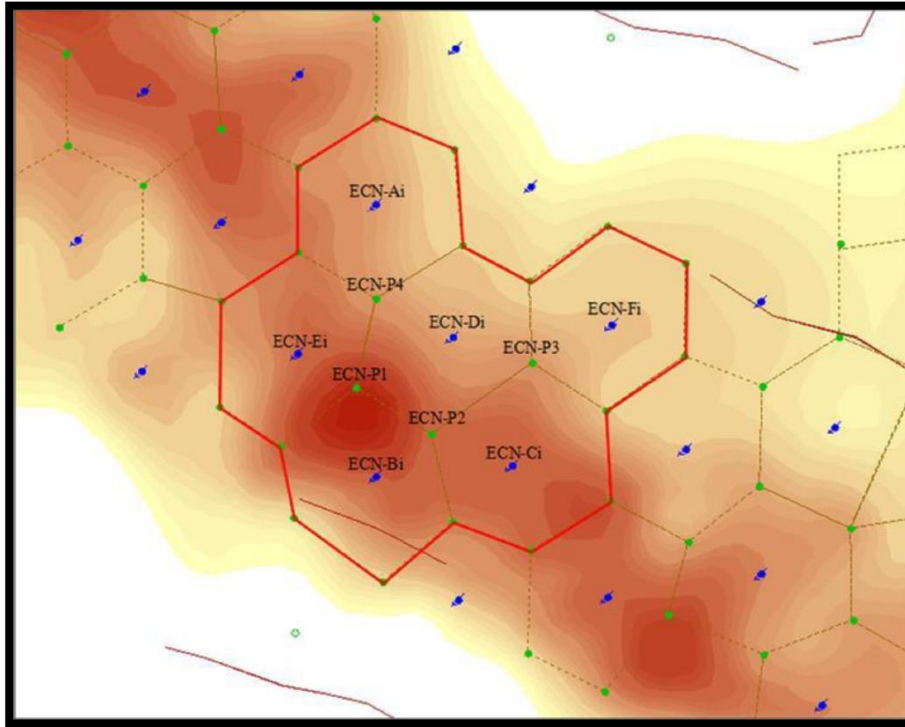 ECN-Ai
ECN-P4
ECN-Di
ECN-Fi
ECN-Ei
ECN-P3
ECN-P1
ECN-P2
ECN-Ci
ECN-Bi